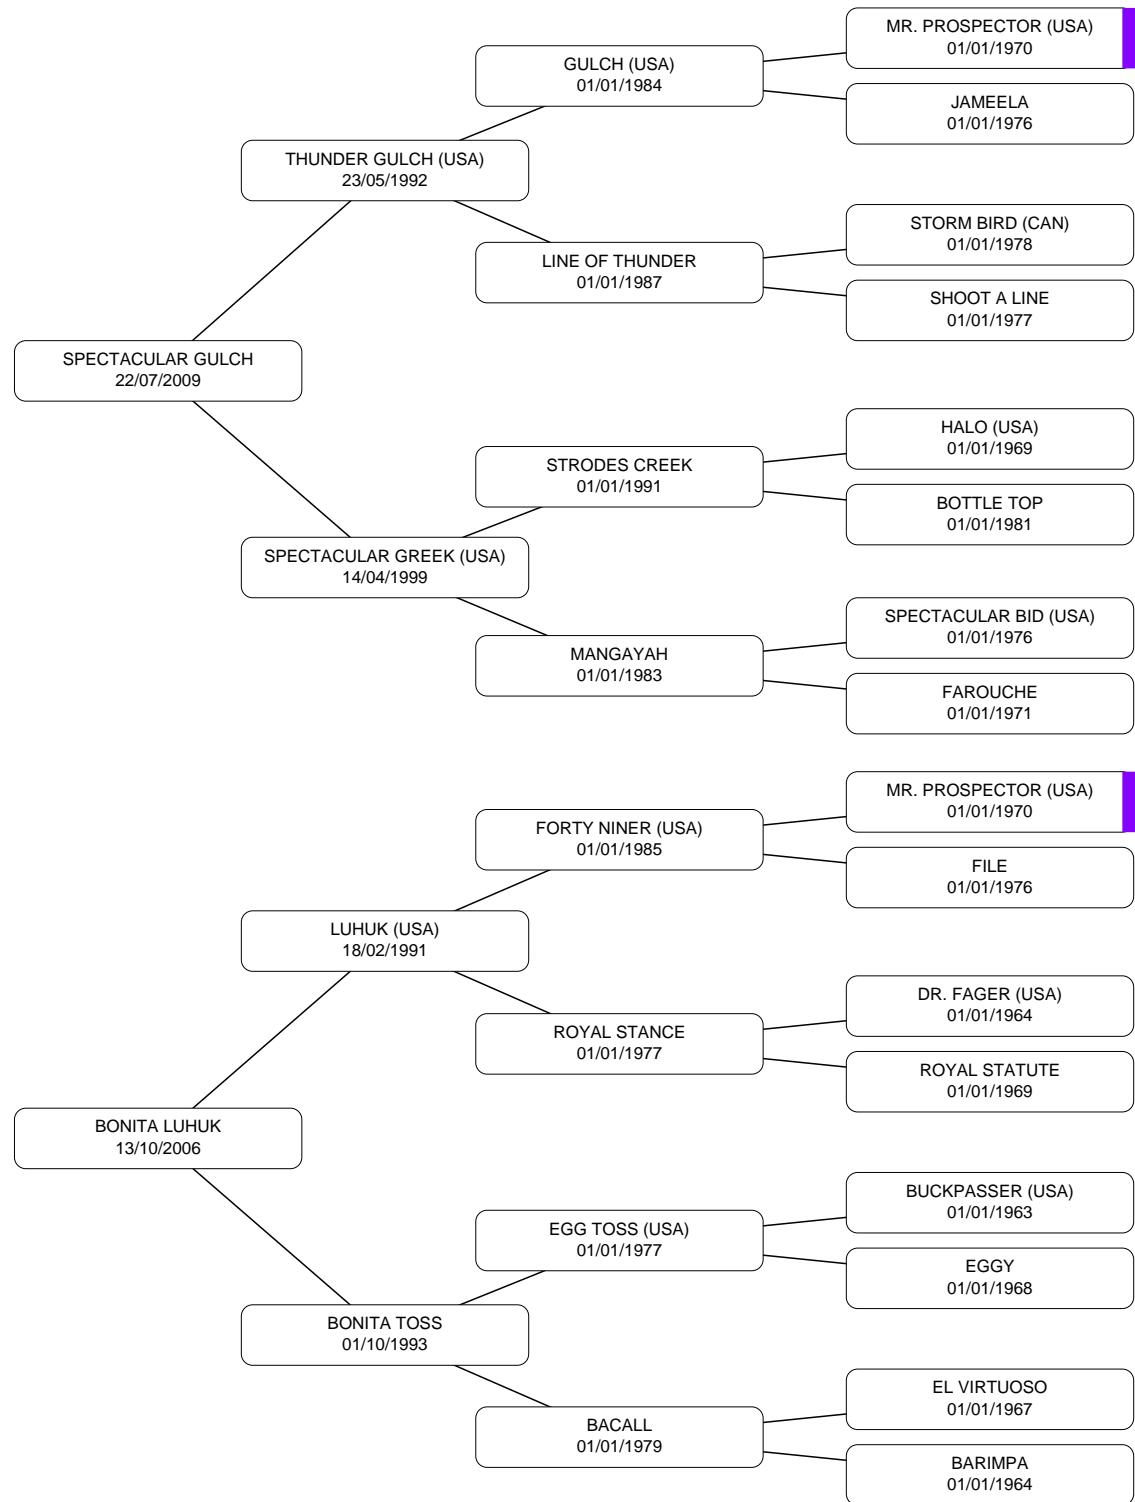 MR. PROSPECTOR (USA)
01/01/1970
GULCH (USA)
01/01/1984
JAMEELA
01/01/1976
THUNDER GULCH (USA)
23/05/1992
STORM BIRD (CAN)
01/01/1978
LINE OF THUNDER
01/01/1987
SHOOT A LINE
01/01/1977
SPECTACULAR GULCH
22/07/2009
HALO (USA)
01/01/1969
STRODES CREEK
01/01/1991
BOTTLE TOP
01/01/1981
SPECTACULAR GREEK (USA)
14/04/1999
SPECTACULAR BID (USA)
01/01/1976
MANGAYAH
01/01/1983
FAROUCHE
01/01/1971
MR. PROSPECTOR (USA)
01/01/1970
FORTY NINER (USA)
01/01/1985
FILE
01/01/1976
LUHUK (USA)
18/02/1991
DR. FAGER (USA)
01/01/1964
ROYAL STANCE
01/01/1977
ROYAL STATUTE
01/01/1969
BONITA LUHUK
13/10/2006
BUCKPASSER (USA)
01/01/1963
EGG TOSS (USA)
01/01/1977
EGGY
01/01/1968
BONITA TOSS
01/10/1993
EL VIRTUOSO
01/01/1967
BACALL
01/01/1979
BARIMPA
01/01/1964